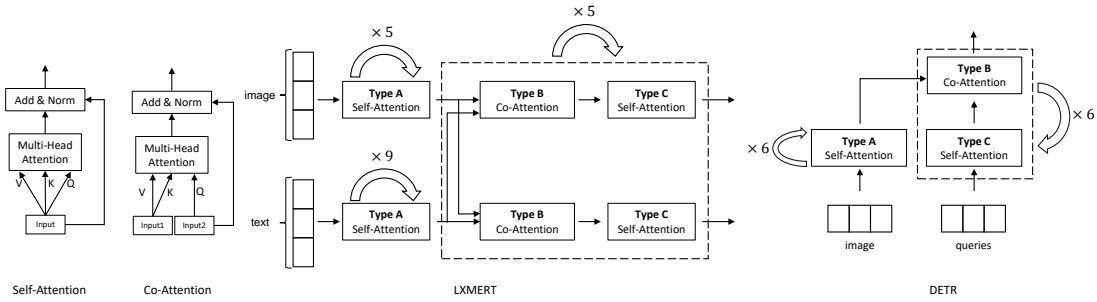 Add & Norm
Multi-Head
Attention
V
K
Q
Input
Self-Attention
Add & Norm
Multi-Head
Attention
V
K
Q
Input1
Input2
Co-Attention
× 5
× 5
image
Type A
Self-Attention
Type B
Co-Attention
Type C
Self-Attention
× 9
text
Type A
Self-Attention
Type B
Co-Attention
Type C
Self-Attention
LXMERT
Type B
Co-Attention
× 6
× 6
Type A
Self-Attention
Type C
Self-Attention
image
queries
DETR